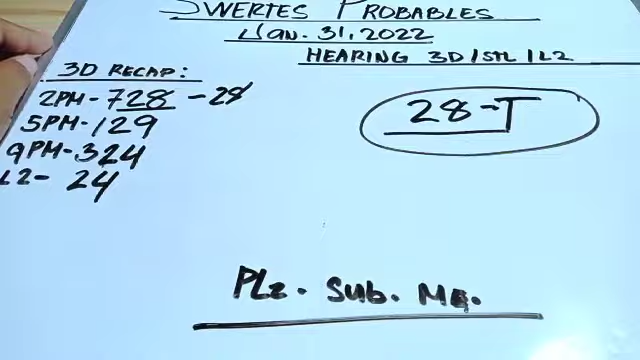 SWERTES PROBABLES
Jan. 31, 2022
HEARING 3D/STL/L2
3D RECAP:
2PM-728-28
5PM-129
9PM-324
L2-24
28-T
PLz. Sub. Me.